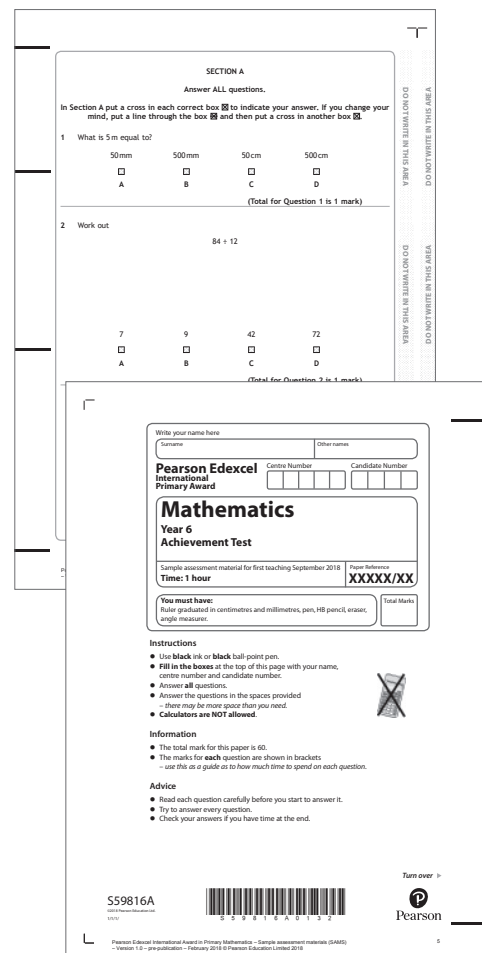 SECTION A
Answer ALL questions.
In Section A put a cross in each correct box ☒ to indicate your answer. If you change your
mind, put a line through the box ☒ and then put a cross in another box ☒.
1 What is 5 m equal to?
50 mm 500 mm 50 cm 500 cm
A B C D
(Total for Question 1 is 1 mark)
2 Work out
84 ÷ 12
7 9 42 72
A B C D
(Total for Question 2 is 1 mark)
DO NOT WRITE IN THIS AREA
DO NOT WRITE IN THIS AREA
DO NOT WRITE IN THIS AREA
DO NOT WRITE IN THIS AREA
Write your name here
Surname Other names
Pearson Edexcel
International
Primary Award
Centre Number Candidate Number
Mathematics
Year 6
Achievement Test
Sample assessment material for first teaching September 2018
Time: 1 hour
Paper Reference
XXXXX/XX
You must have:
Ruler graduated in centimetres and millimetres, pen, HB pencil, eraser,
angle measurer.
Total Marks
Instructions
● Use black ink or black ball-point pen.
● Fill in the boxes at the top of this page with your name,
centre number and candidate number.
● Answer all questions.
● Answer the questions in the spaces provided
– there may be more space than you need.
● Calculators are NOT allowed.
Information
● The total mark for this paper is 60.
● The marks for each question are shown in brackets
– use this as a guide as to how much time to spend on each question.
Advice
● Read each question carefully before you start to answer it.
● Try to answer every question.
● Check your answers if you have time at the end.
Turn over
S59816A
©2018 Pearson Education Ltd.
1/1/1/
S59816A0132
Pearson
Pearson Edexcel International Award in Primary Mathematics – Sample assessment materials (SAMS)
– Version 1.0 – pre-publication – February 2018 © Pearson Education Limited 2018
5